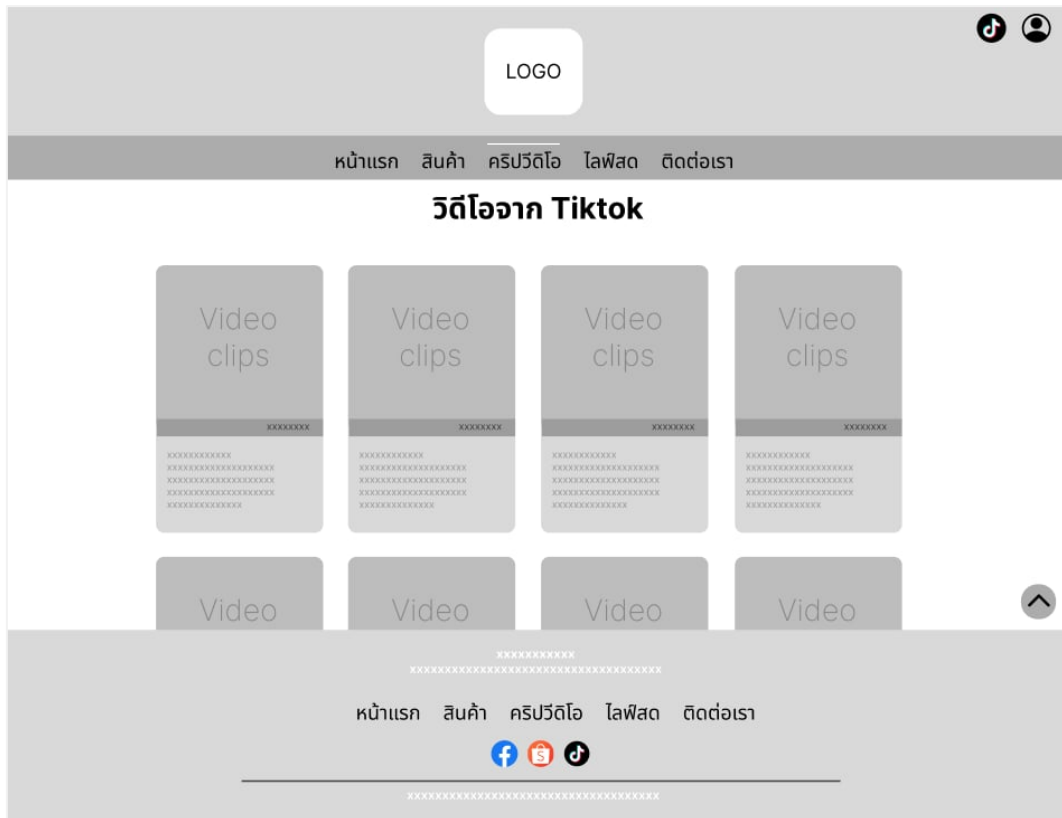 LOGO
หน้าแรก สินค้า คริปวีดิโอ ไลฟ์สด ติดต่อเรา
วิดีโอจาก Tiktok
Video clips Video clips Video clips Video clips
xxxxxxxx xxxxxxxx xxxxxxxx xxxxxxxx
xxxxxxxxxxxx xxxxxxxxxxxx xxxxxxxxxxxx xxxxxxxxxxxx
Video Video Video Video
xxxxxxxxxxx
หน้าแรก สินค้า คริปวีดิโอ ไลฟ์สด ติดต่อเรา